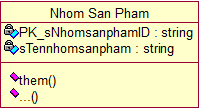 Nhom San Pham
PK_sNhomsanphamID : string
sTennhomsanpham : string
them()
...()